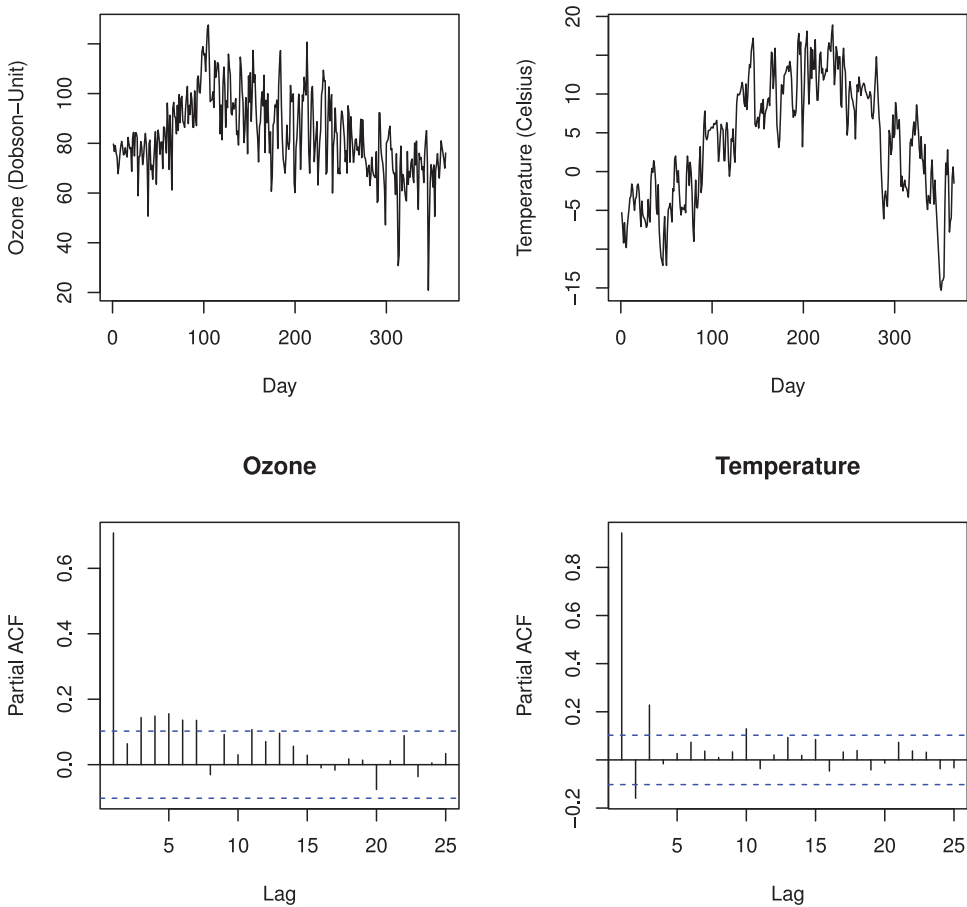 Ozone (Dobson−Unit)
20 40 60 80 100
0 100 200 300
Day
Temperature (Celsius)
−15 −5 0 5 10 20
0 100 200 300
Day
Ozone
Partial ACF
0.0 0.2 0.4 0.6
5 10 15 20 25
Lag
Temperature
Partial ACF
−0.2 0.2 0.4 0.6 0.8
5 10 15 20 25
Lag